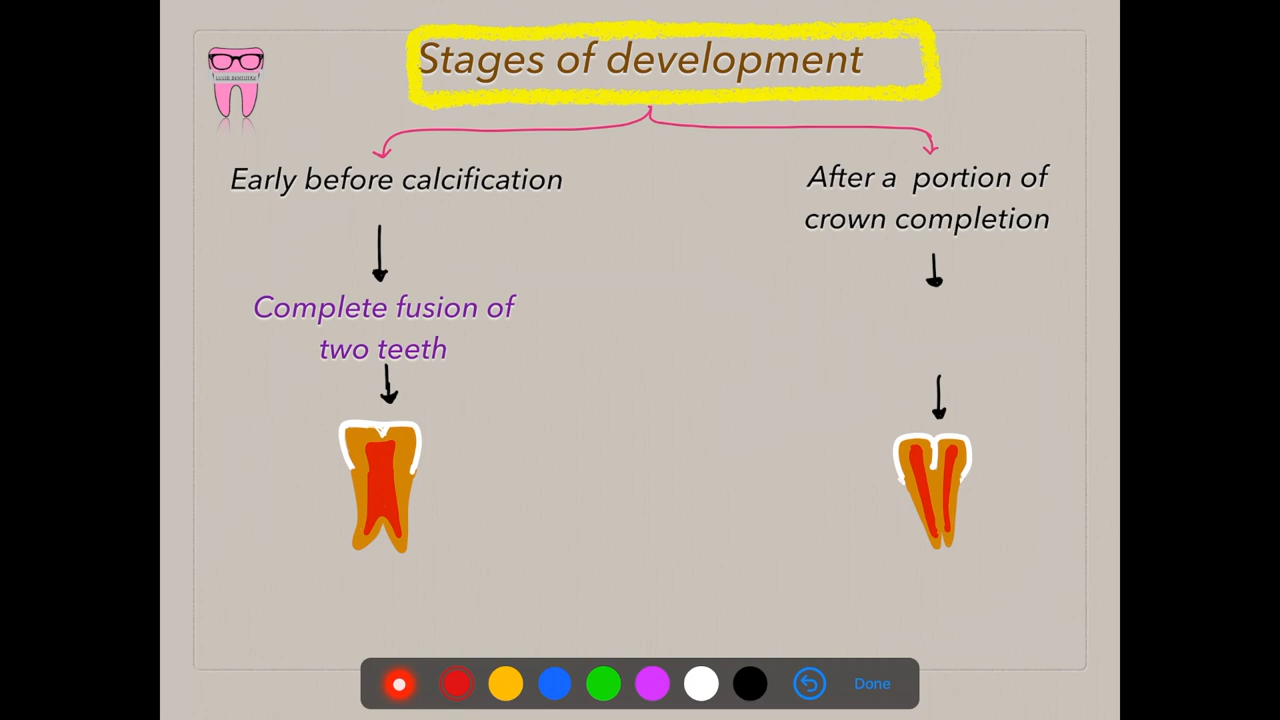 Stages of development
Early before calcification
After a portion of
crown completion
Complete fusion of
two teeth
Done